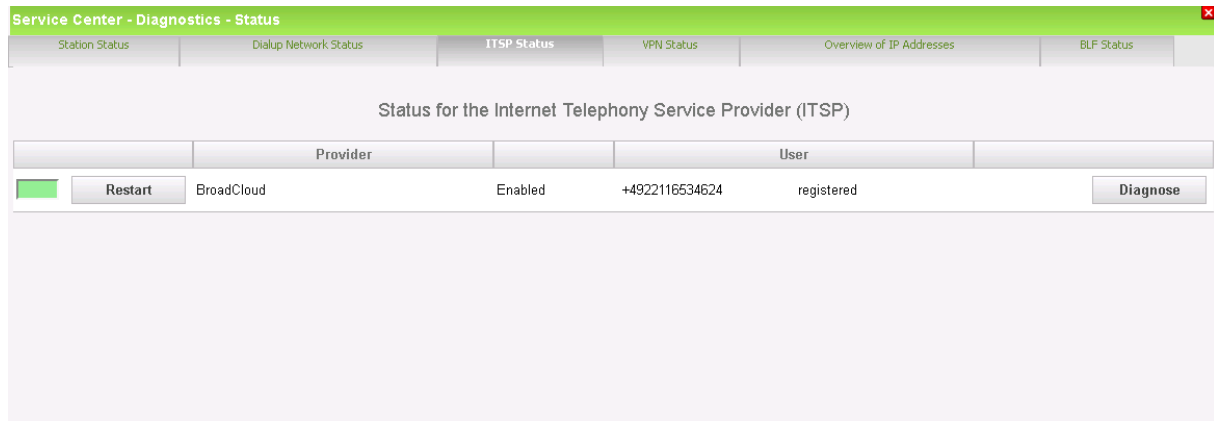 Service Center - Diagnostics - Status
Station Status Dialup Network Status ITSP Status VPN Status Overview of IP Addresses BLF Status
Status for the Internet Telephony Service Provider (ITSP)
Provider User
Restart BroadCloud Enabled +4922116534624 registered Diagnose